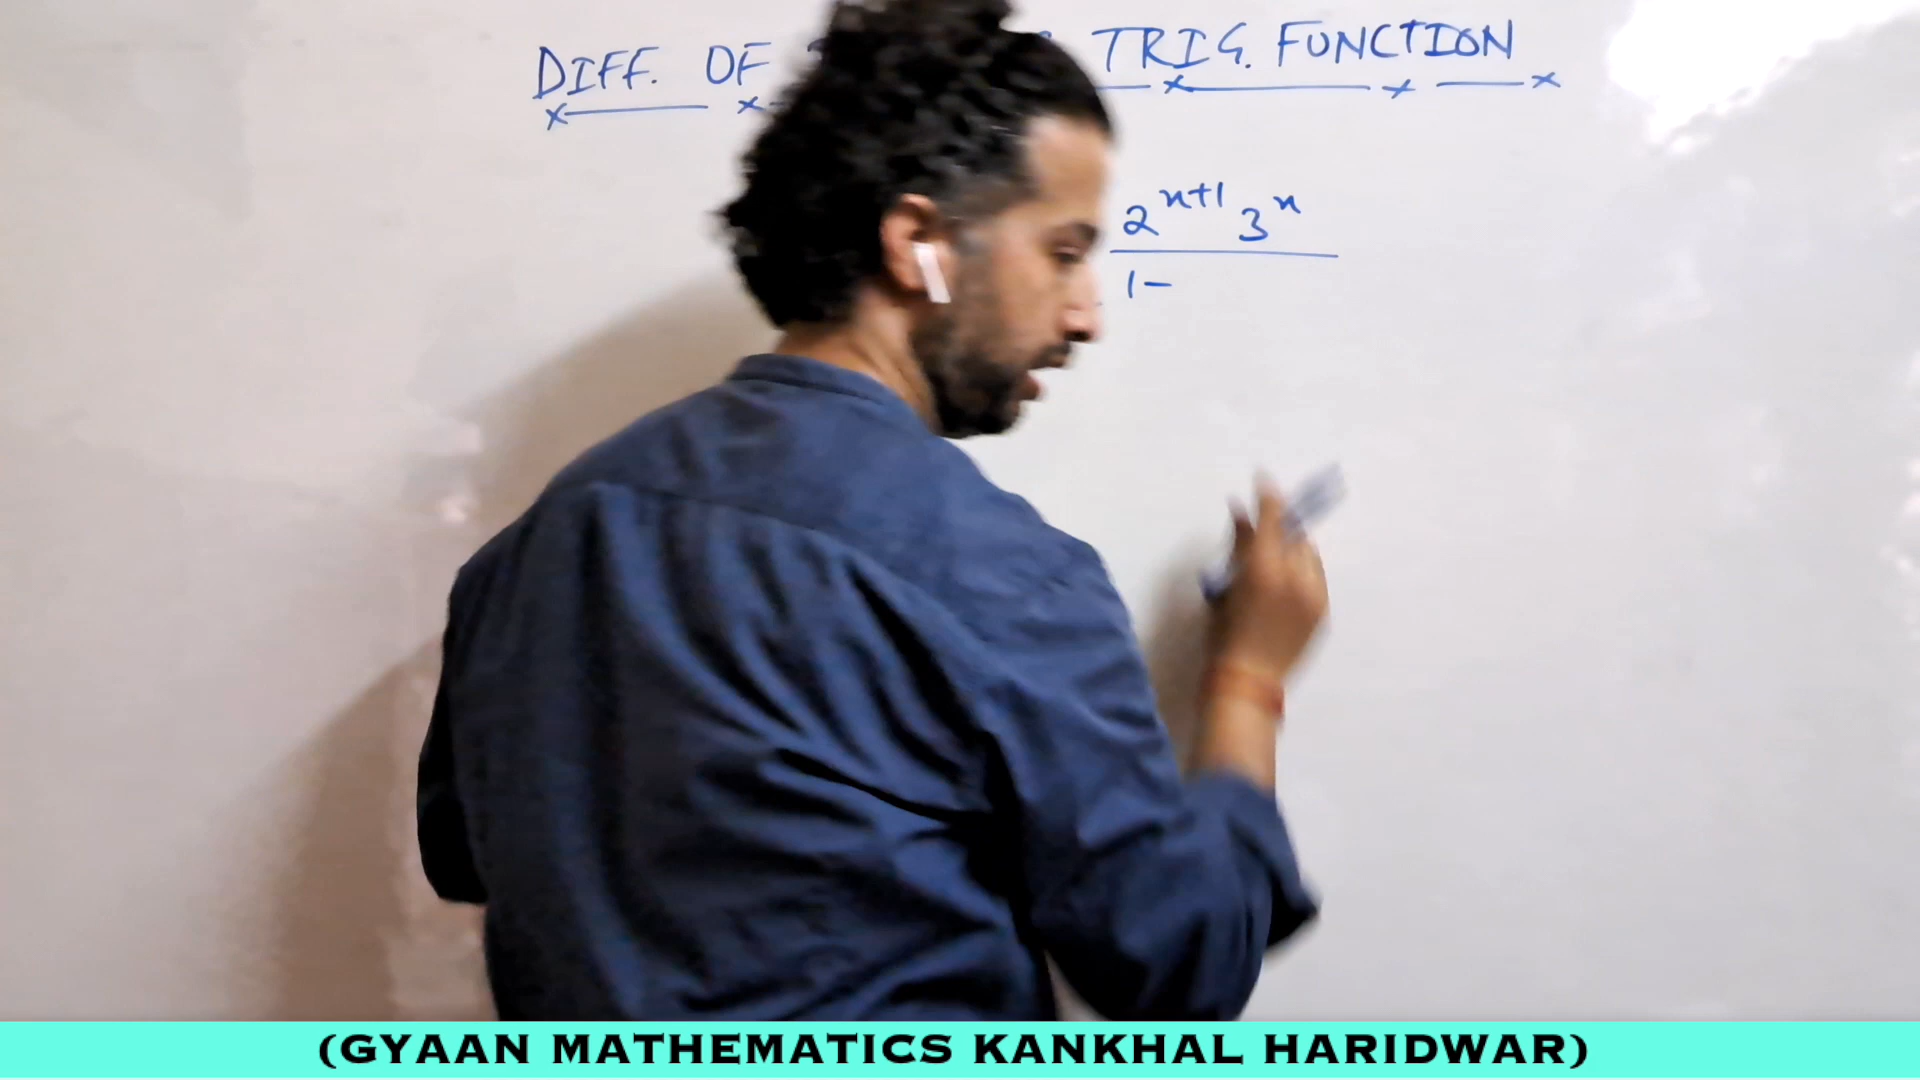 DIFF. OF TRIG. FUNCTION
2^{x+1} 3^x
1-
(GYAAN MATHEMATICS KANKHAL HARIDWAR)